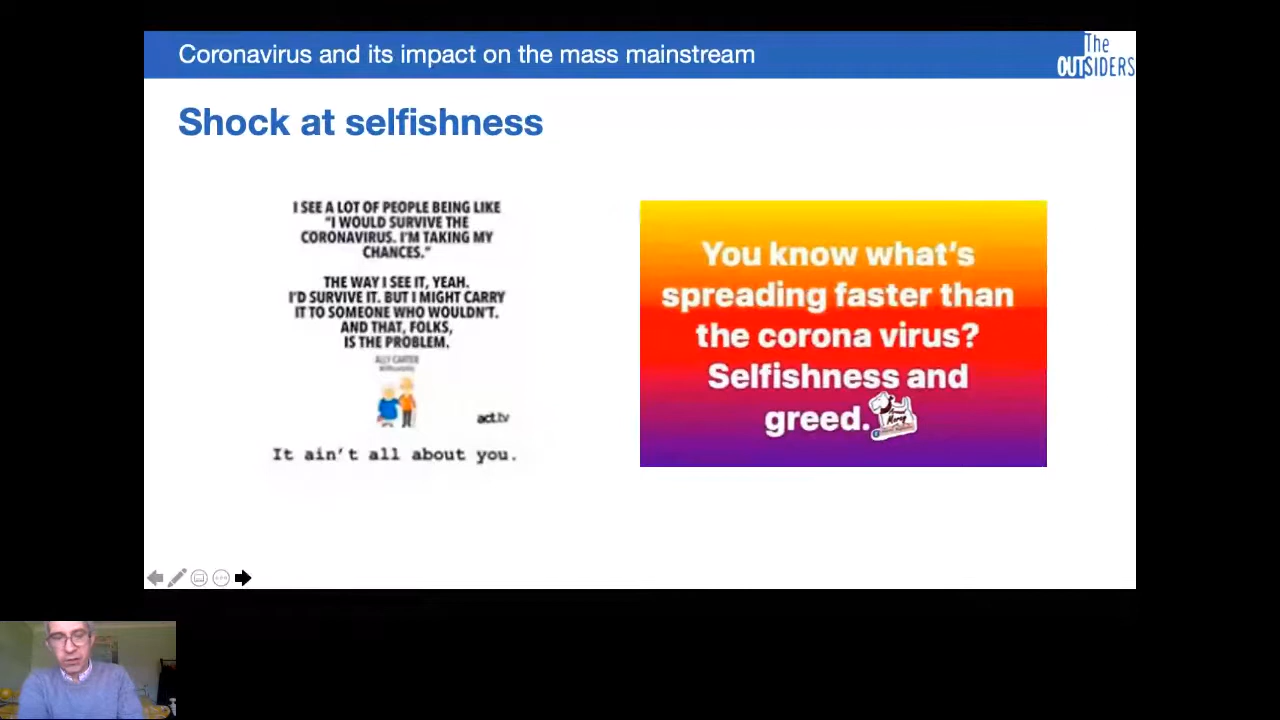 Coronavirus and its impact on the mass mainstream
The
OUTSIDERS
Shock at selfishness
I SEE A LOT OF PEOPLE BEING LIKE
"I WOULD SURVIVE THE
CORONAVIRUS. I'M TAKING MY
CHANCES."
THE WAY I SEE IT, YEAH.
I'D SURVIVE IT. BUT I MIGHT CARRY
IT TO SOMEONE WHO WOULDN'T.
AND THAT, FOLKS,
IS THE PROBLEM.
ALLY CARTER
act.tv
It ain't all about you.
You know what's
spreading faster than
the corona virus?
Selfishness and
greed.